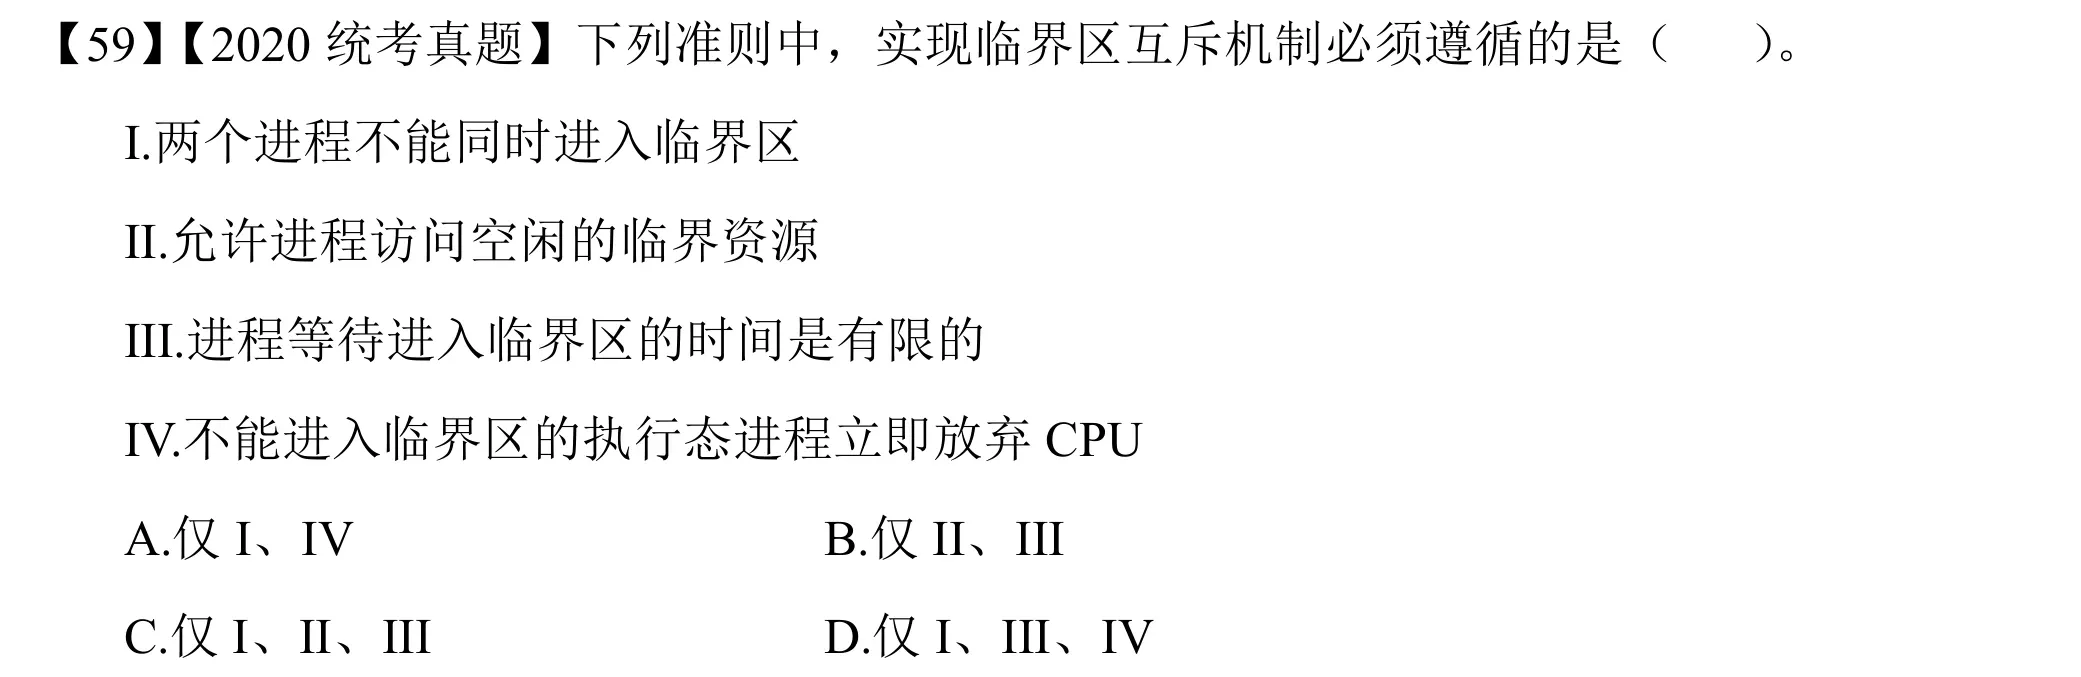 【59】【2020 统考真题】下列准则中，实现临界区互斥机制必须遵循的是（　　）。
I.两个进程不能同时进入临界区
II.允许进程访问空闲的临界资源
III.进程等待进入临界区的时间是有限的
IV.不能进入临界区的执行态进程立即放弃 CPU
A.仅 I、IV　　B.仅 II、III
C.仅 I、II、III　　D.仅 I、III、IV